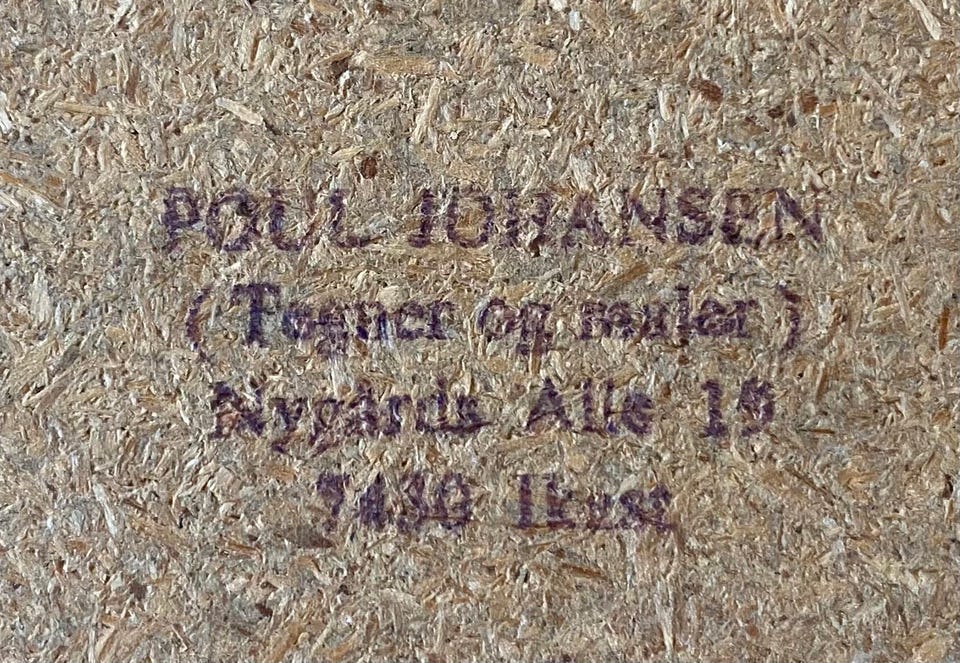 POUL JOHANSEN
(Tegner og maler)
Nygårds Alle 19
7430 Ikast